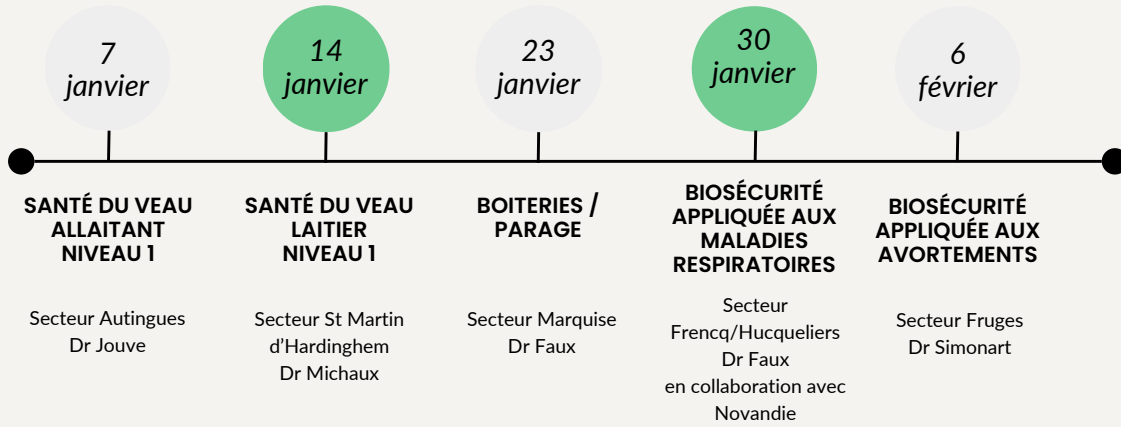 7
janvier
14
janvier
23
janvier
30
janvier
6
février
SANTÉ DU VEAU
ALLAITANT
NIVEAU 1
Secteur Autingues
Dr Jouve
SANTÉ DU VEAU
LAITIER
NIVEAU 1
Secteur St Martin
d'Hardinghem
Dr Michaux
BOITERIES /
PARAGE
Secteur Marquise
Dr Faux
BIOSÉCURITÉ
APPLIQUÉE AUX
MALADIES
RESPIRATOIRES
Secteur
Frencq/Hucqueliers
Dr Faux
en collaboration avec
Novandie
BIOSÉCURITÉ
APPLIQUÉE AUX
AVORTEMENTS
Secteur Fruges
Dr Simonart